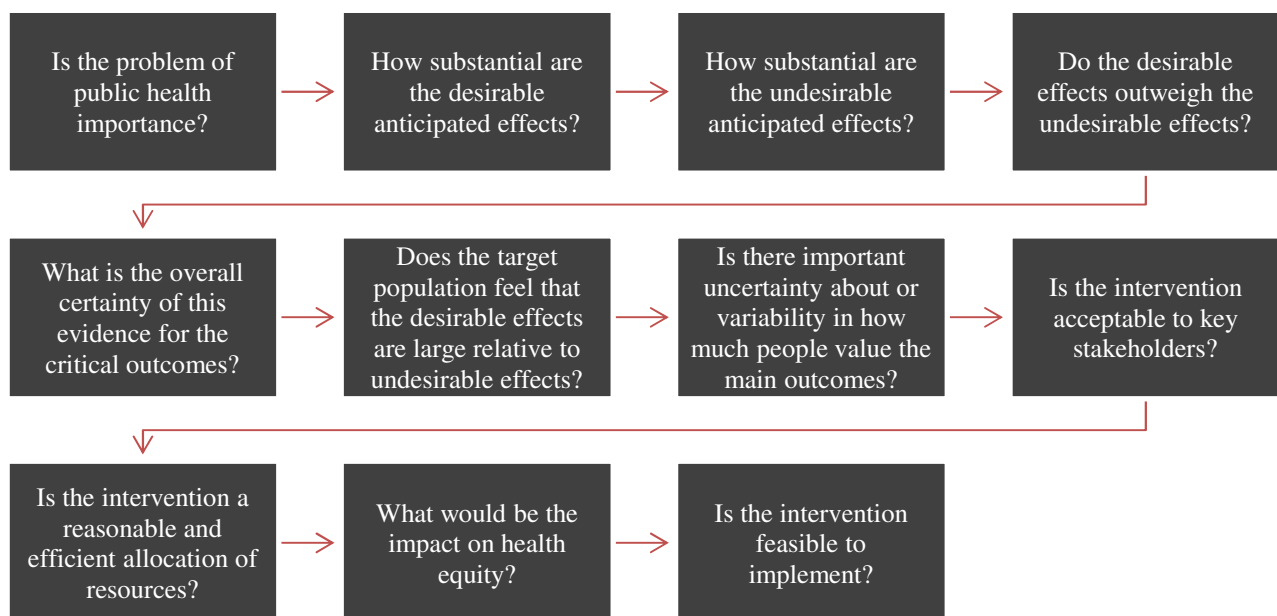 Is the problem of
public health
importance?
How substantial are
the desirable
anticipated effects?
How substantial are
the undesirable
anticipated effects?
Do the desirable
effects outweigh the
undesirable effects?
What is the overall
certainty of this
evidence for the
critical outcomes?
Does the target
population feel that
the desirable effects
are large relative to
undesirable effects?
Is there important
uncertainty about or
variability in how
much people value the
main outcomes?
Is the intervention
acceptable to key
stakeholders?
Is the intervention a
reasonable and
efficient allocation of
resources?
What would be the
impact on health
equity?
Is the intervention
feasible to
implement?